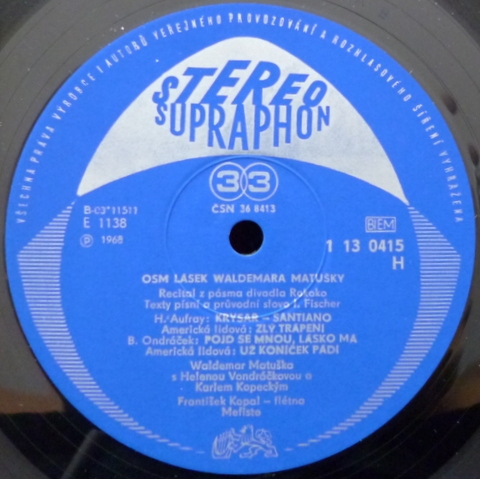 VŠECHNA PRÁVA VÝROBCE I AUTORŮ VEŘEJNÉHO PROVOZOVÁNÍ A ROZHLASOVÉHO ŠÍŘENÍ VYHRAZENA
STEREO
SUPRAPHON
33
ČSN 36 8413
B-03*11511
E 1138
Ⓟ 1968
BIEM
1 13 0415
H
OSM LÁSEK WALDEMARA MATUŠKY
Recitál z pásma divadla Rokoko
Texty písní a průvodní slovo I. Fischer
H. Aufray: KRYSAŘ – SANTIANO
Americká lidová: ZLÝ TRÁPENÍ
B. Ondráček: POJĎ SE MNOU, LÁSKO MÁ
Americká lidová: UŽ KONÍČEK PÁDÍ
Waldemar Matuška
s Helenou Vondráčkovou a
Karlem Kopeckým
František Kopal – flétna
Mefisto